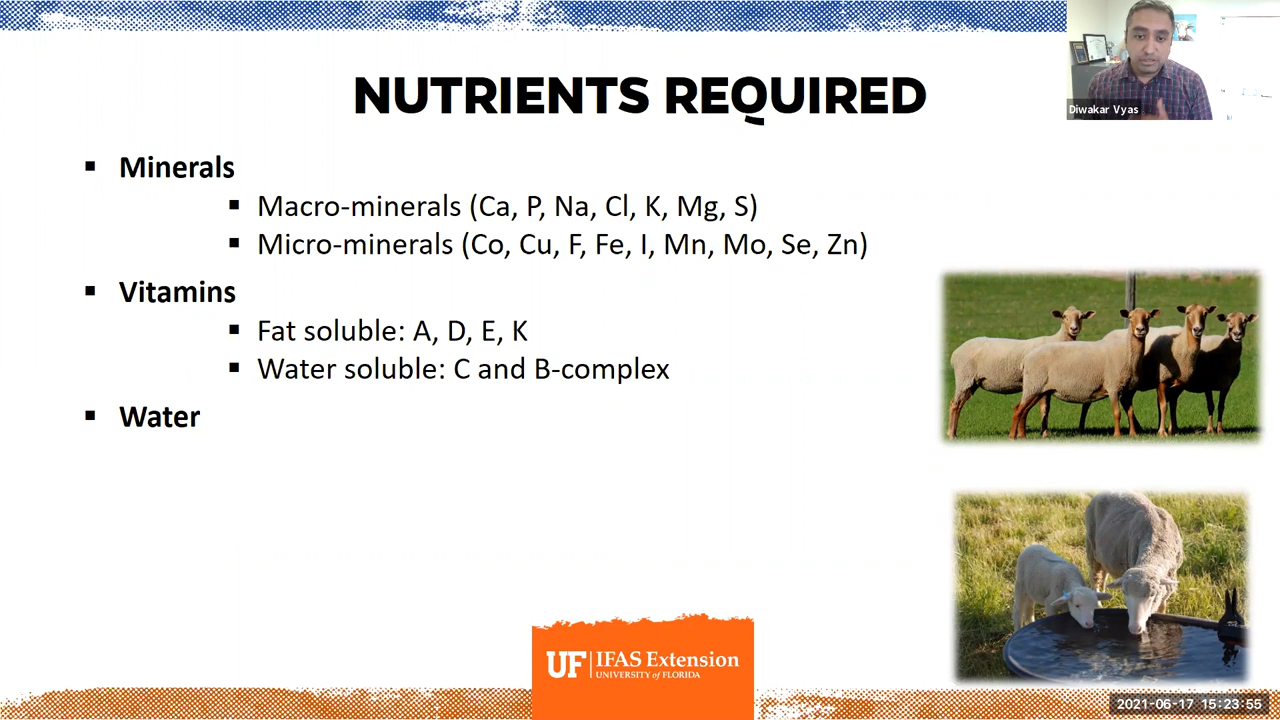 NUTRIENTS REQUIRED
Diwakar Vyas
▪ Minerals
▪ Macro-minerals (Ca, P, Na, Cl, K, Mg, S)
▪ Micro-minerals (Co, Cu, F, Fe, I, Mn, Mo, Se, Zn)
▪ Vitamins
▪ Fat soluble: A, D, E, K
▪ Water soluble: C and B-complex
▪ Water
UF IFAS Extension
UNIVERSITY of FLORIDA
2021-06-17 15:23:55